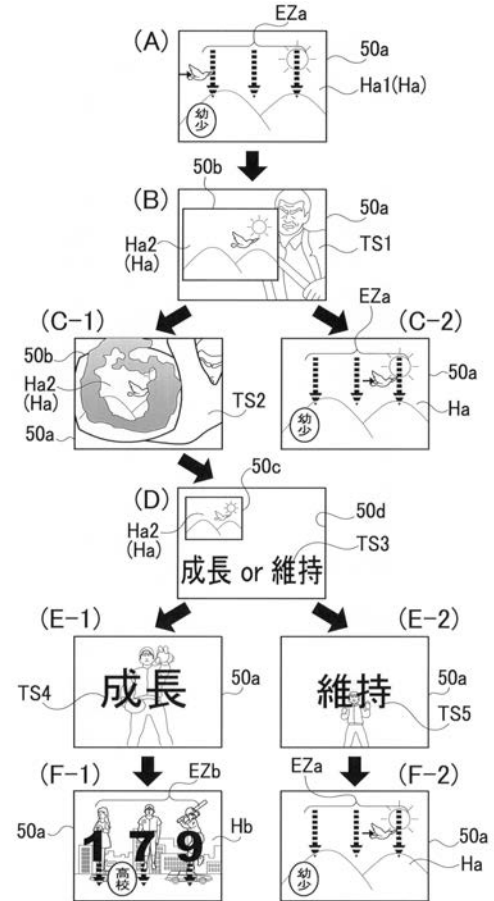 EZa
(A)
50a
Ha1(Ha)
幼少
50b
(B)
50a
Ha2
(Ha)
TS1
EZa
(C-1)
(C-2)
50b
Ha2
(Ha)
50a
TS2
50a
Ha
幼少
50c
(D)
50d
Ha2
(Ha)
TS3
成長 or 維持
(E-1)
(E-2)
TS4
成長
50a
維持
50a
TS5
(F-1)
EZb
EZa
(F-2)
50a
1 7 9
Hb
高校
50a
Ha
幼少